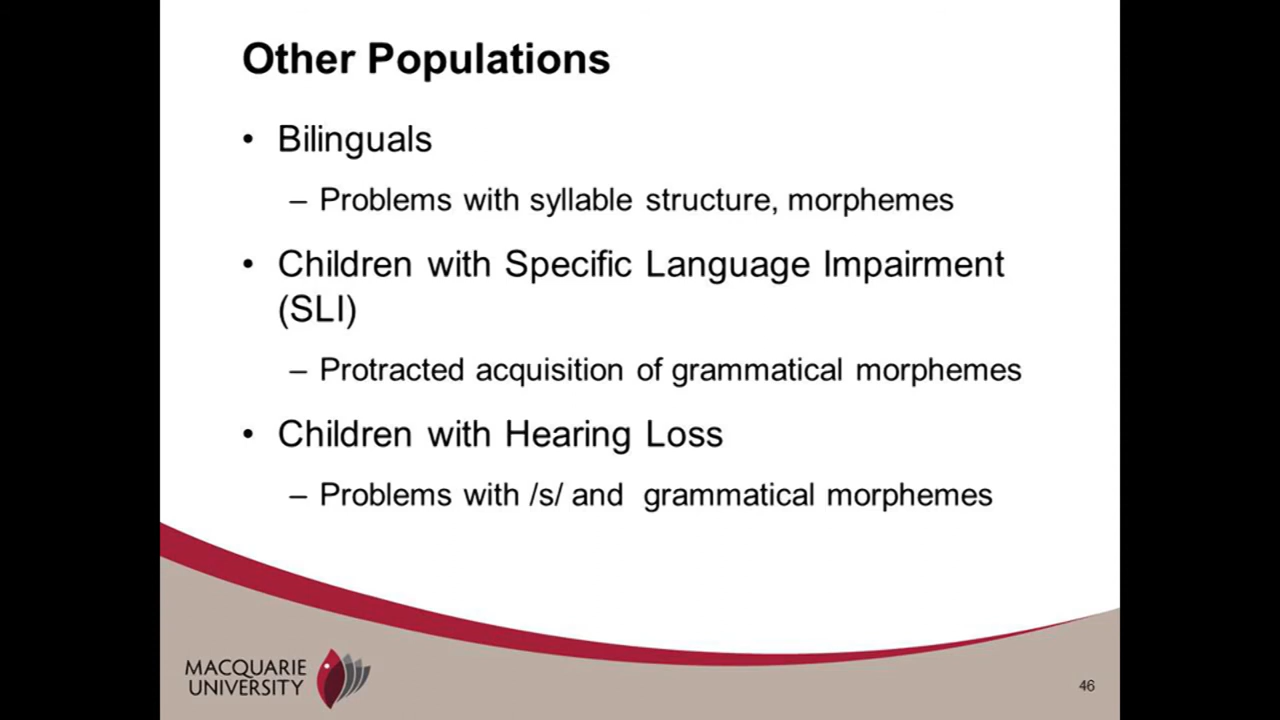 Other Populations
• Bilinguals
– Problems with syllable structure, morphemes
• Children with Specific Language Impairment
(SLI)
– Protracted acquisition of grammatical morphemes
• Children with Hearing Loss
– Problems with /s/ and  grammatical morphemes
MACQUARIE
UNIVERSITY
46